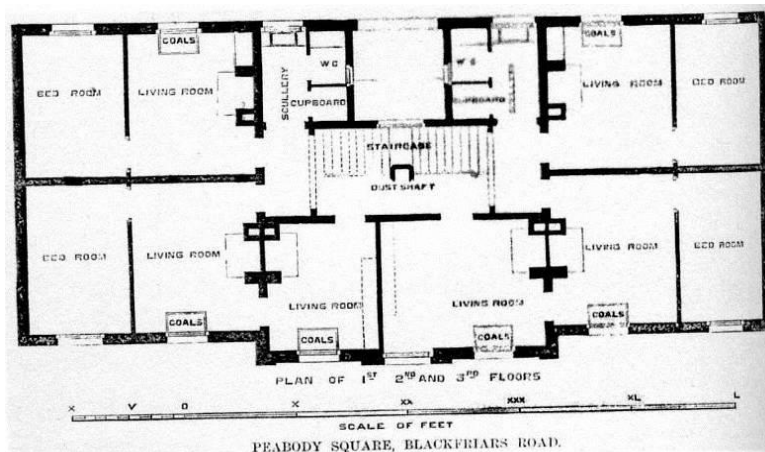 COALS
COALS
BED ROOM
LIVING ROOM
SCULLERY
W C
CUPBOARD
W C
CUPBOARD
LIVING ROOM
BED ROOM
STAIRCASE
DUST SHAFT
BED ROOM
LIVING ROOM
LIVING ROOM
LIVING ROOM
LIVING ROOM
BED ROOM
COALS
COALS
COALS
COALS
PLAN OF 1ST 2ND AND 3RD FLOORS
X V O X XX XXX XL L
SCALE OF FEET
PEABODY SQUARE, BLACKFRIARS ROAD.